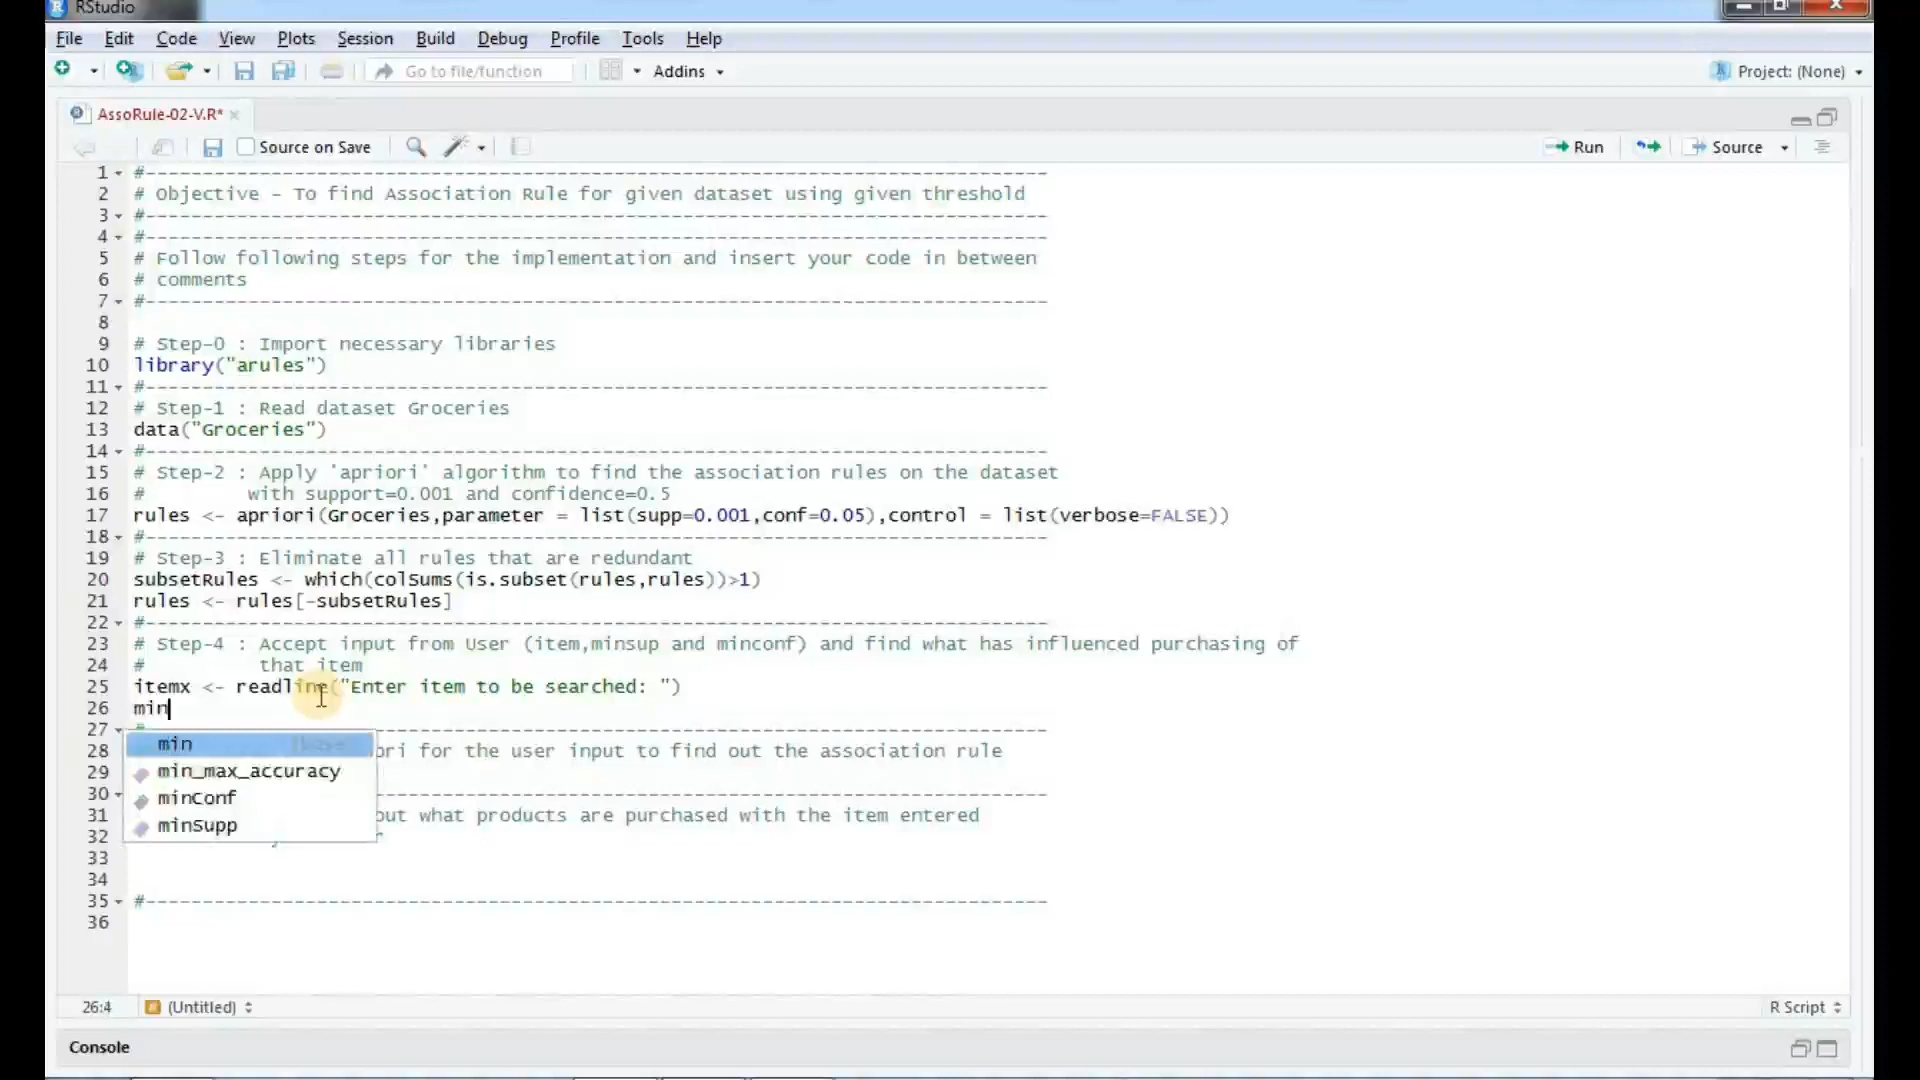 RStudio
File Edit Code View Plots Session Build Debug Profile Tools Help
Go to file/function Addins Project: (None)
AssoRule-02-V.R*
Source on Save Run Source
1 #-------------------------------------------------------------------------------
2 # Objective - To find Association Rule for given dataset using given threshold
3 #-------------------------------------------------------------------------------
4 #-------------------------------------------------------------------------------
5 # Follow following steps for the implementation and insert your code in between
6 # comments
7 #-------------------------------------------------------------------------------
8
9 # Step-0 : Import necessary libraries
10 library("arules")
11 #-------------------------------------------------------------------------------
12 # Step-1 : Read dataset Groceries
13 data("Groceries")
14 #-------------------------------------------------------------------------------
15 # Step-2 : Apply 'apriori' algorithm to find the association rules on the dataset
16 # with support=0.001 and confidence=0.5
17 rules <- apriori(Groceries,parameter = list(supp=0.001,conf=0.05),control = list(verbose=FALSE))
18 #-------------------------------------------------------------------------------
19 # Step-3 : Eliminate all rules that are redundant
20 subsetRules <- which(colSums(is.subset(rules,rules))>1)
21 rules <- rules[-subsetRules]
22 #-------------------------------------------------------------------------------
23 # Step-4 : Accept input from User (item,minsup and minconf) and find what has influenced purchasing of
24 # that item
25 itemx <- readline("Enter item to be searched: ")
26 min
27 #-------------------------------------------------------------------------------
min
28 ori for the user input to find out the association rule
29 min_max_accuracy
30 minConf
31 out what products are purchased with the item entered
32 minSupp
33
34
35 #-------------------------------------------------------------------------------
36
26:4 (Untitled) R Script
Console